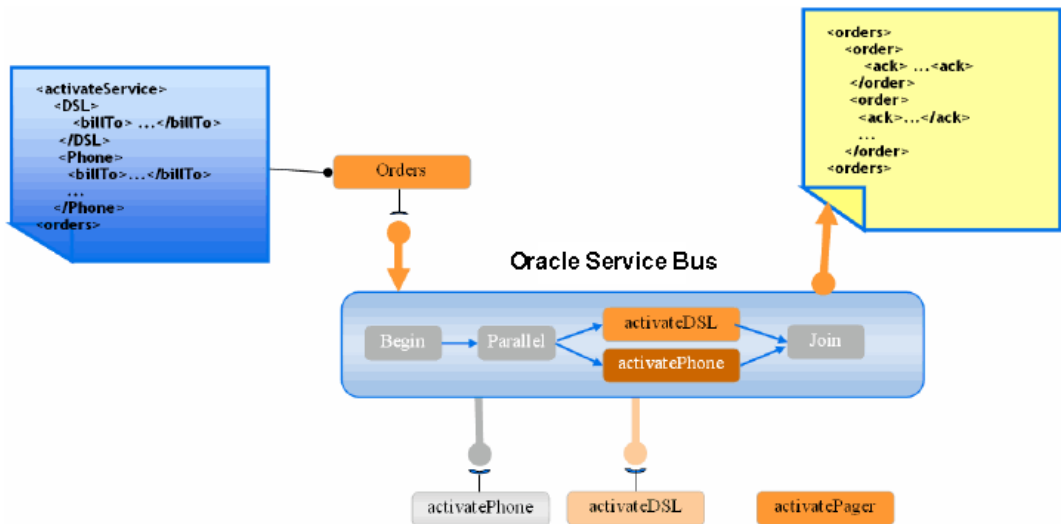 <activateService>
<DSL>
<billTo> ...</billTo>
</DSL>
<Phone>
<billTo>...</billTo>
...
</Phone>
<orders>
Orders
<orders>
<order>
<ack> ...<ack>
</order>
<order>
<ack>...</ack>
...
</order>
<orders>
Oracle Service Bus
Begin
Parallel
activateDSL
activatePhone
Join
activatePhone
activateDSL
activatePager